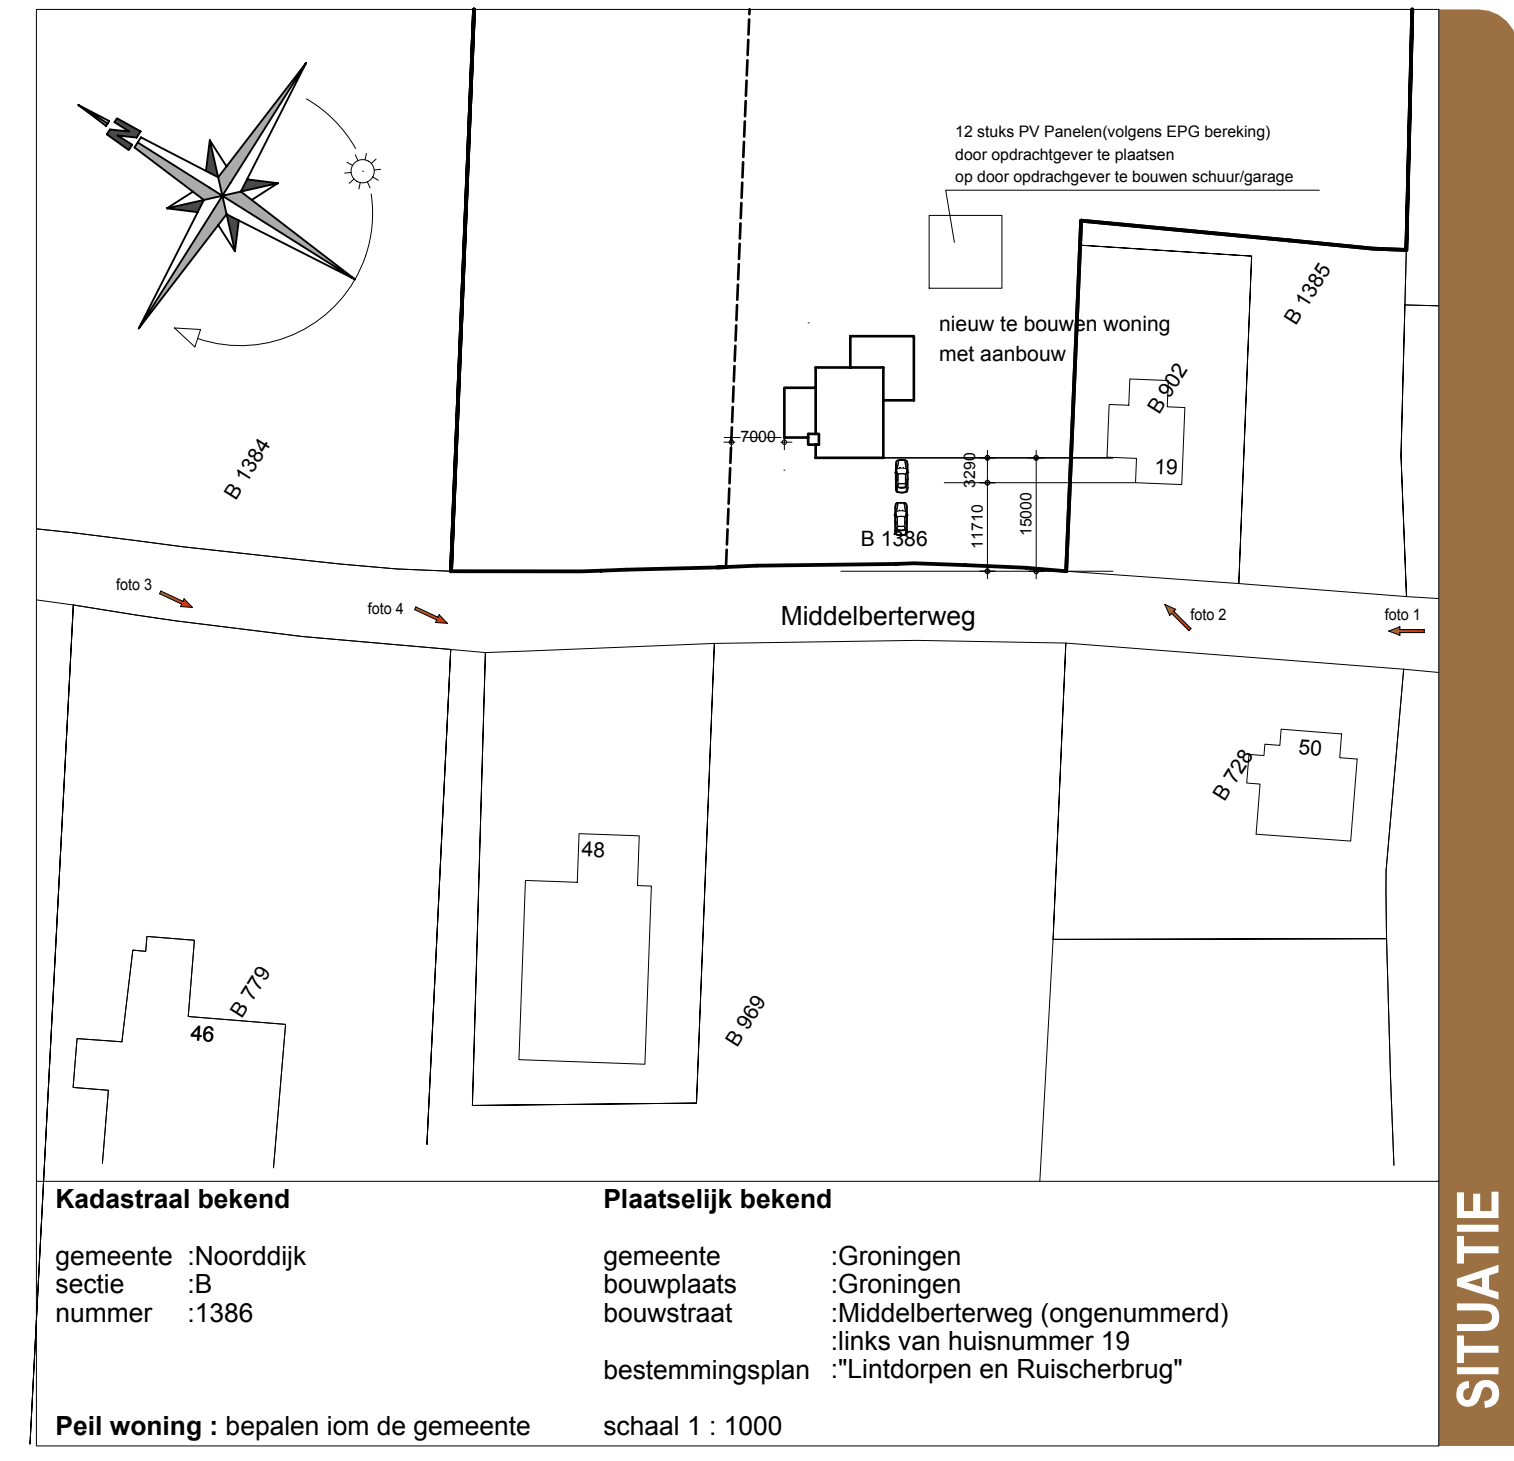 N
12 stuks PV Panelen(volgens EPG bereking)
door opdrachtgever te plaatsen
op door opdrachgever te bouwen schuur/garage
nieuw te bouwen woning
met aanbouw
B 1385
B 902
19
B 1384
7000
3290
11710
15000
B 1386
foto 3
foto 4
Middelberterweg
foto 2
foto 1
50
B 728
48
46
B 779
B 969
Kadastraal bekend
gemeente :Noorddijk
sectie :B
nummer :1386
Peil woning : bepalen iom de gemeente
Plaatselijk bekend
gemeente :Groningen
bouwplaats :Groningen
bouwstraat :Middelberterweg (ongenummerd)
:links van huisnummer 19
bestemmingsplan :"Lintdorpen en Ruischerbrug"
schaal 1 : 1000
SITUATIE